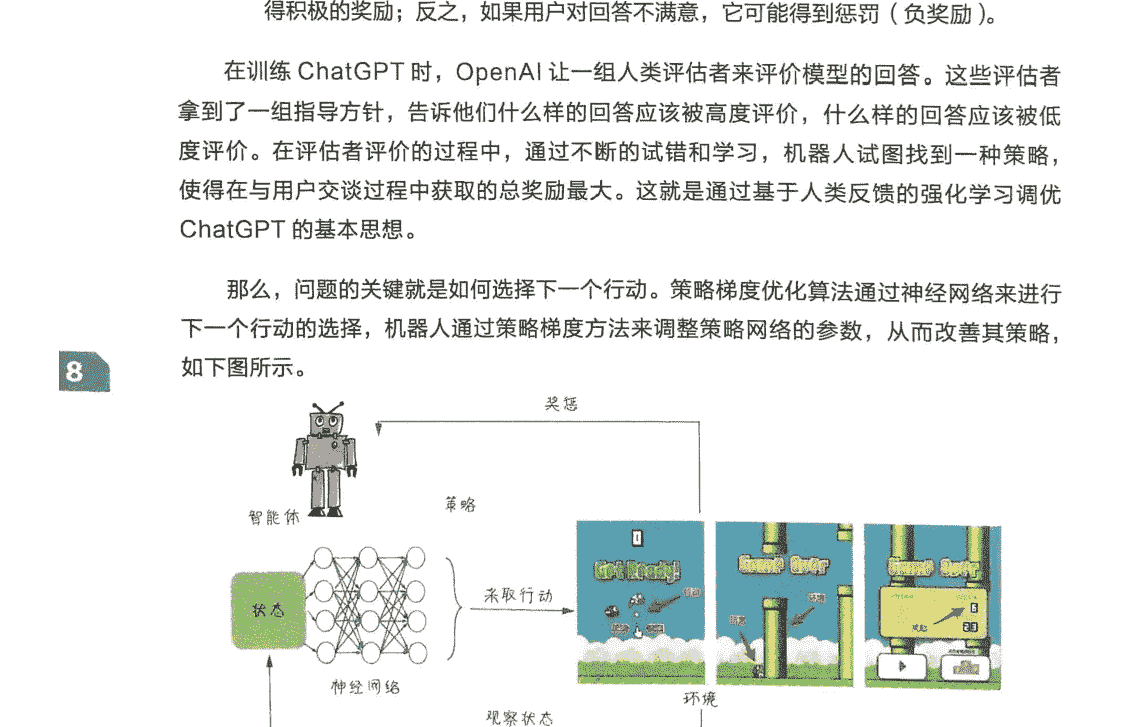 得积极的奖励；反之，如果用户对回答不满意，它可能得到惩罚（负奖励）。
在训练 ChatGPT 时，OpenAI 让一组人类评估者来评价模型的回答。这些评估者
拿到了一组指导方针，告诉他们什么样的回答应该被高度评价，什么样的回答应该被低
度评价。在评估者评价的过程中，通过不断的试错和学习，机器人试图找到一种策略，
使得在与用户交谈过程中获取的总奖励最大。这就是通过基于人类反馈的强化学习调优
ChatGPT 的基本思想。
那么，问题的关键就是如何选择下一个行动。策略梯度优化算法通过神经网络来进行
下一个行动的选择，机器人通过策略梯度方法来调整策略网络的参数，从而改善其策略，
如下图所示。
8
奖惩
智能体
策略
状态
采取行动
神经网络
Get Ready!
Game Over
Game Over
6
23
环境
观察状态